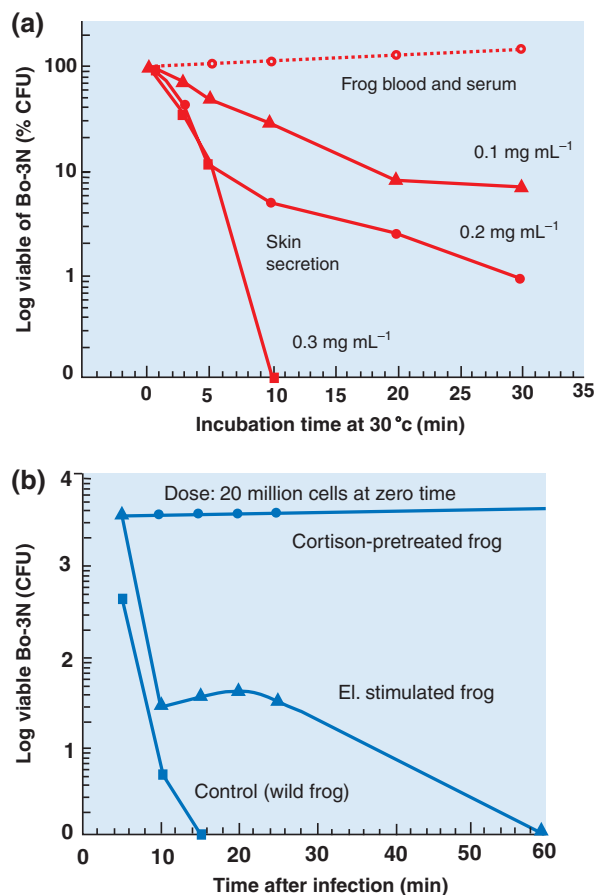 (a)
Log viable of Bo-3N (% CFU)
100
10
1
0
Frog blood and serum
0.1 mg mL⁻¹
0.2 mg mL⁻¹
Skin
secretion
0.3 mg mL⁻¹
0 5 10 15 20 25 30 35
Incubation time at 30°c (min)
(b)
Log viable Bo-3N (CFU)
4
3
2
1
0
Dose: 20 million cells at zero time
Cortison-pretreated frog
El. stimulated frog
Control (wild frog)
0 10 20 30 40 50 60
Time after infection (min)